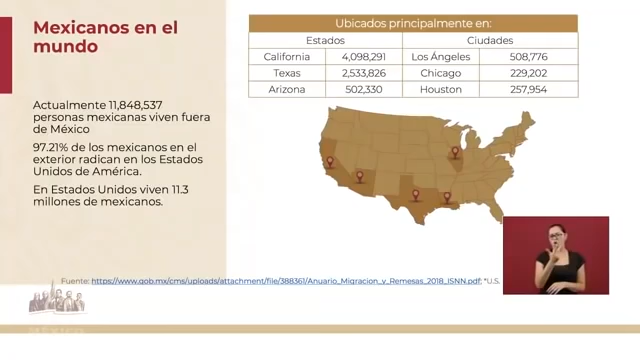 Mexicanos en el
mundo
Actualmente 11,848,537
personas mexicanas viven fuera
de México
97.21% de los mexicanos en el
exterior radican en los Estados
Unidos de América.
En Estados Unidos viven 11.3
millones de mexicanos.
Ubicados principalmente en:
Estados Ciudades
California 4,098,291 Los Ángeles 508,776
Texas 2,533,826 Chicago 229,202
Arizona 502,330 Houston 257,954
Fuente: https://www.gob.mx/cms/uploads/attachment/file/388361/Anuario_Migracion_y_Remesas_2018_ISNN.pdf; *U.S.
MÉXICO